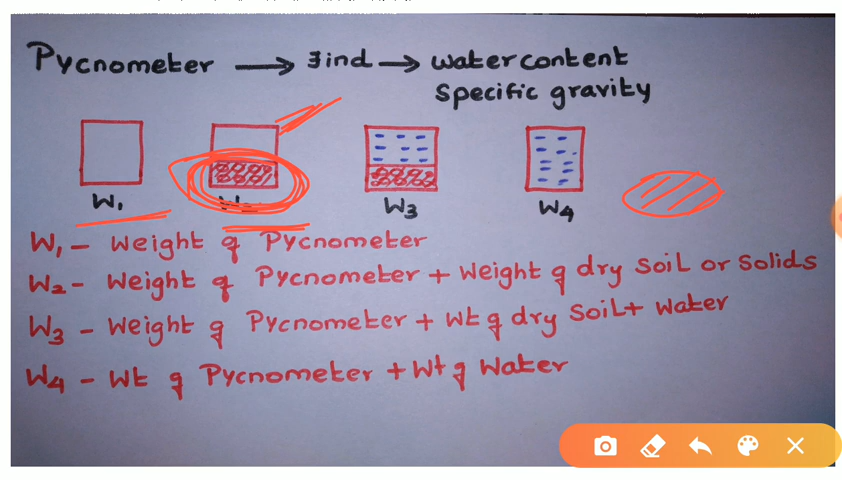 Pycnometer → Find → Water content
Specific gravity
W1 W3 W4
W1 - Weight of Pycnometer
W2 - Weight of Pycnometer + Weight of dry Soil or Solids
W3 - Weight of Pycnometer + Wt of dry Soil + Water
W4 - Wt of Pycnometer + Wt of Water